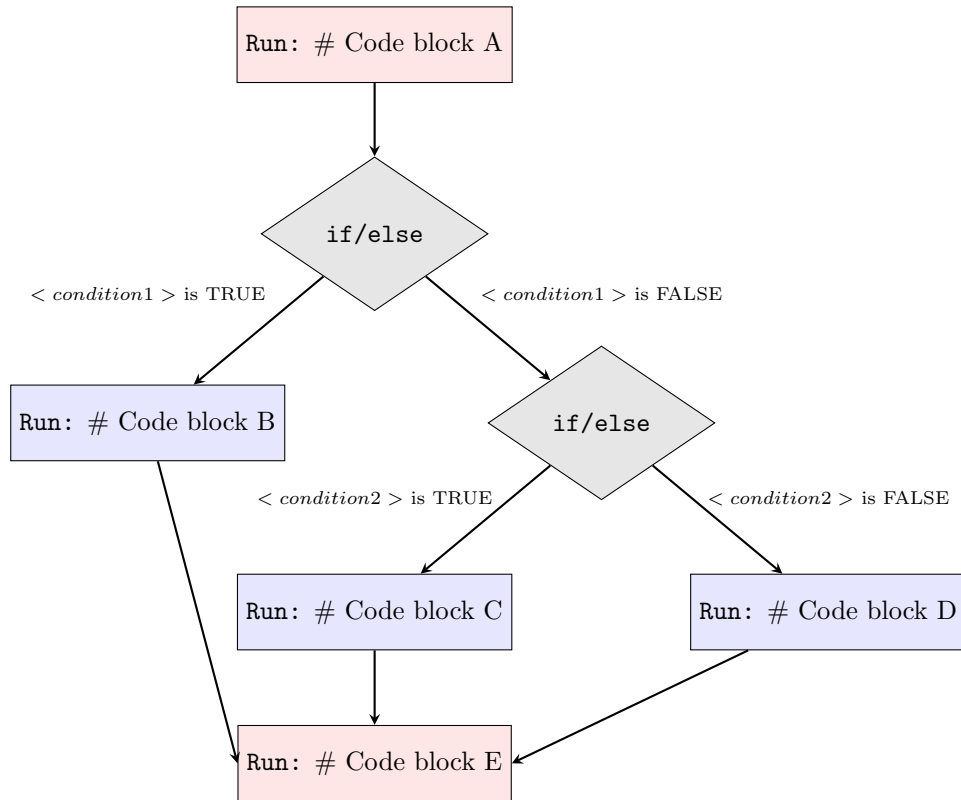 Run: # Code block A
if/else
< condition1 > is TRUE
< condition1 > is FALSE
Run: # Code block B
if/else
< condition2 > is TRUE
< condition2 > is FALSE
Run: # Code block C
Run: # Code block D
Run: # Code block E